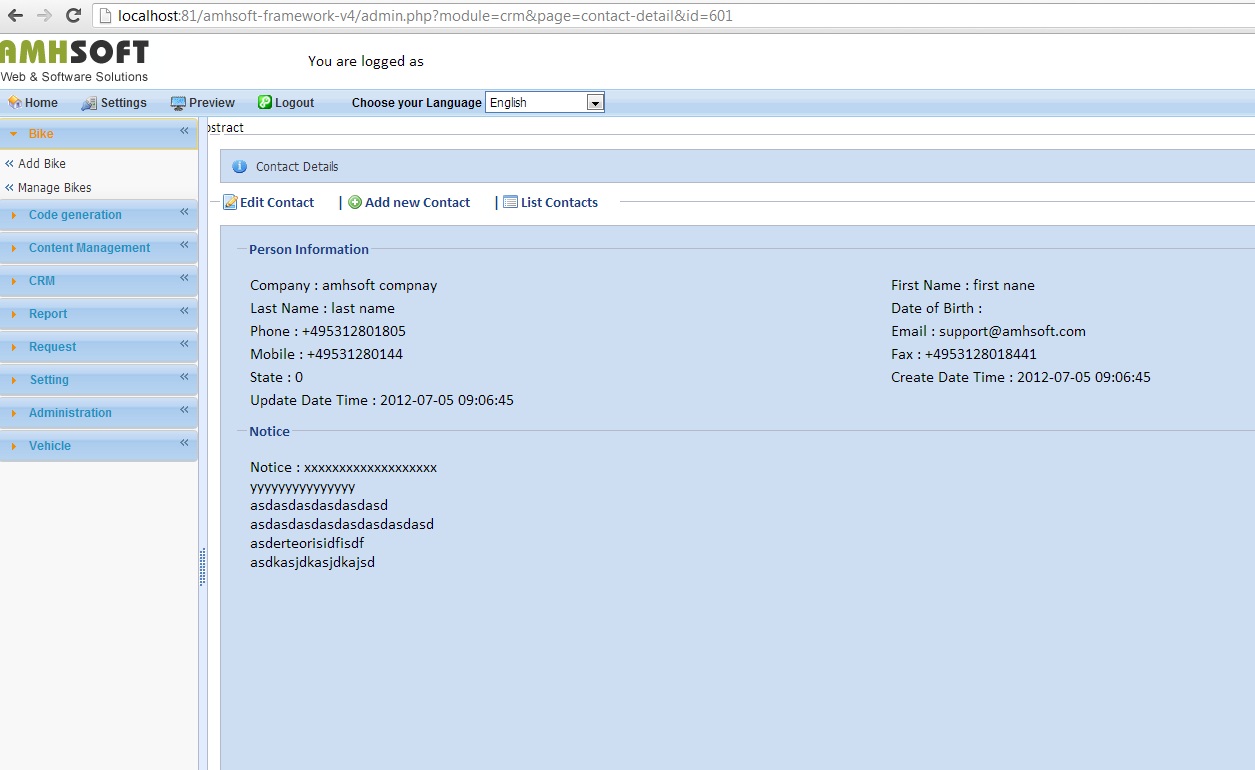 localhost:81/amhsoft-framework-v4/admin.php?module=crm&page=contact-detail&id=601
AMHSOFT
Web & Software Solutions
You are logged as
Home Settings Preview Logout Choose your Language English
Bike
Add Bike
Manage Bikes
Code generation
Content Management
CRM
Report
Request
Setting
Administration
Vehicle
Contact Details
Edit Contact | Add new Contact | List Contacts
Person Information
Company : amhsoft compnay First Name : first nane
Last Name : last name Date of Birth :
Phone : +495312801805 Email : support@amhsoft.com
Mobile : +49531280144 Fax : +4953128018441
State : 0 Create Date Time : 2012-07-05 09:06:45
Update Date Time : 2012-07-05 09:06:45
Notice
Notice : xxxxxxxxxxxxxxxxxxx
yyyyyyyyyyyyyyy
asdasdasdasdasdasd
asdasdasdasdasdasdasdasd
asderteorisidfisdf
asdkasjdkasjdkajsd